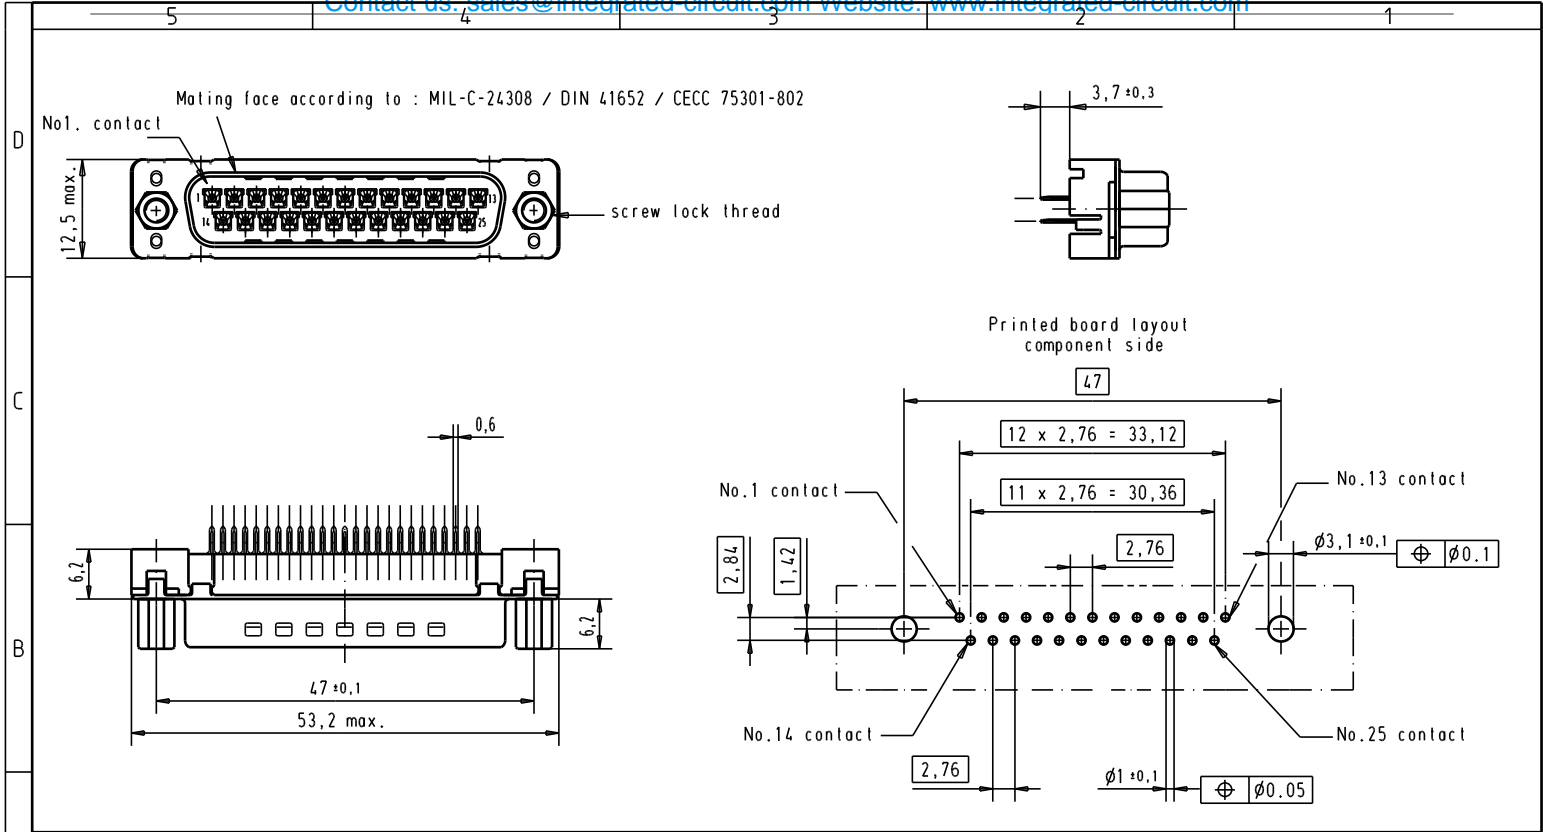 Contact us: sales@integrated-circuit.com Website: www.integrated-circuit.com
5 4 3 2 1
D
C
B
Mating face according to : MIL-C-24308 / DIN 41652 / CECC 75301-802
No1. contact
12,5 max.
1 13
14 25
screw lock thread
3,7 ±0,3
Printed board layout
component side
47
12 x 2,76 = 33,12
No.1 contact
11 x 2,76 = 30,36
No.13 contact
2,84
1,42
2,76
Ø3,1 ±0,1
Ø0.1
No.14 contact
No.25 contact
2,76
Ø1 ±0,1
Ø0.05
0,6
6,2
6,2
47 ±0,1
53,2 max.